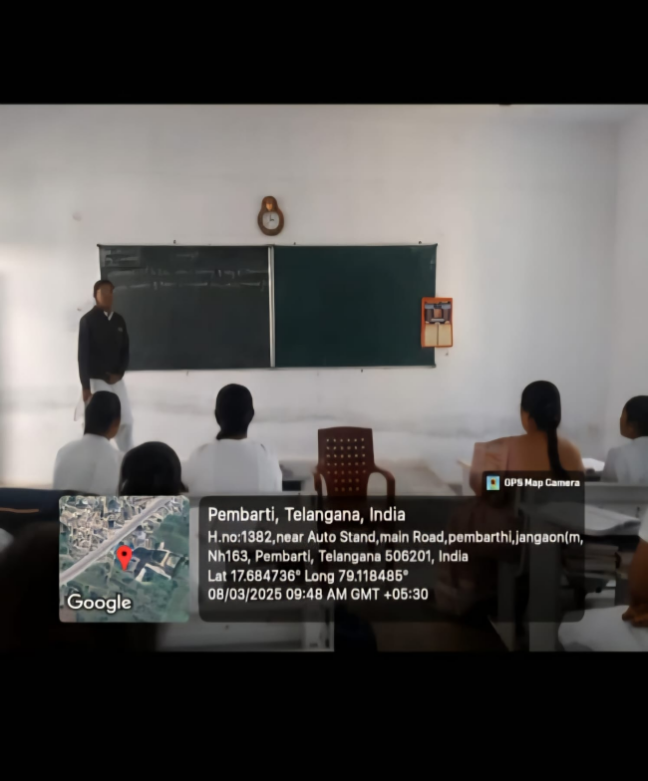 GPS Map Camera
Pembarti, Telangana, India
H.no:1382,near Auto Stand,main Road,pembarthi,jangaon(m,
Nh163, Pembarti, Telangana 506201, India
Lat 17.684736° Long 79.118485°
08/03/2025 09:48 AM GMT +05:30
Google